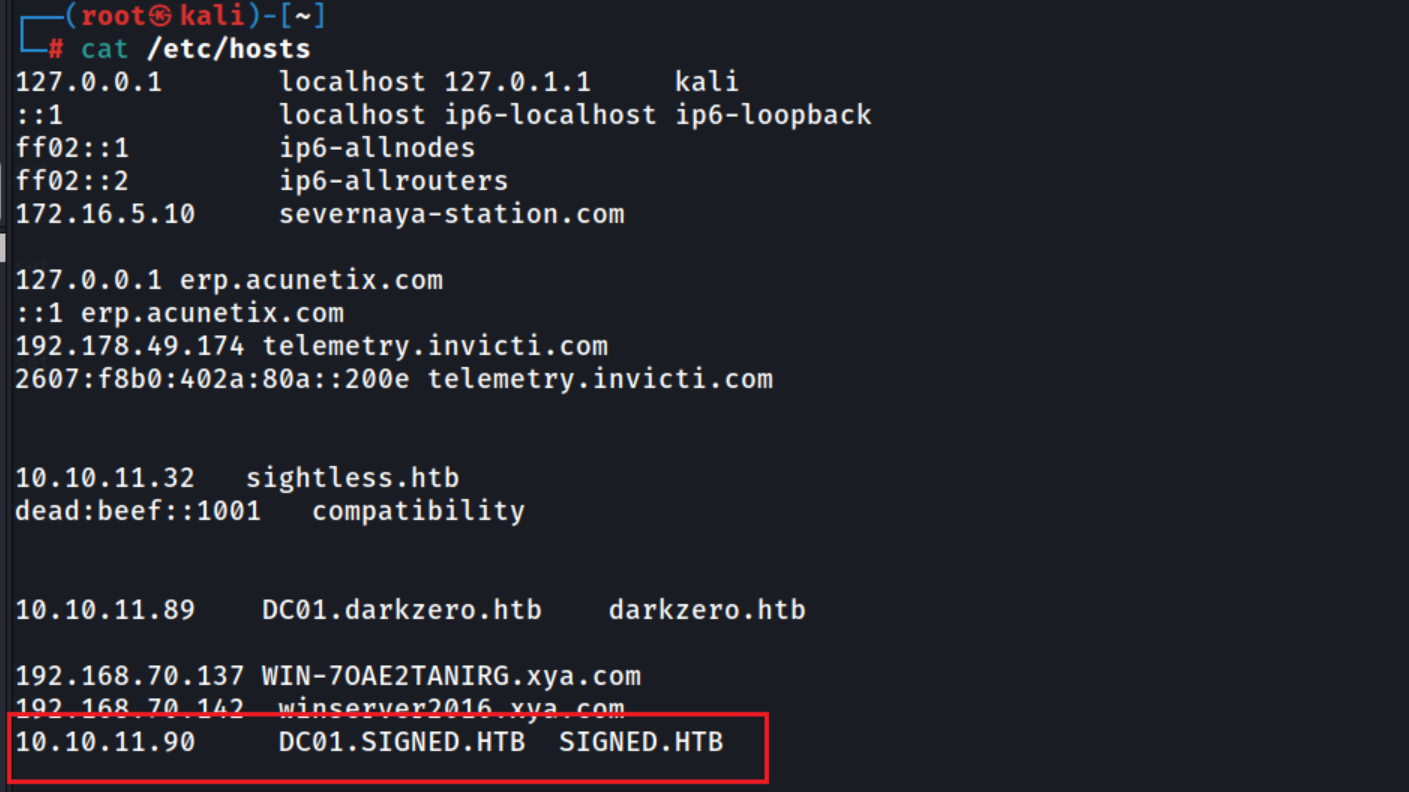 ┌──(root㉿kali)-[~]
└─# cat /etc/hosts
127.0.0.1       localhost 127.0.1.1     kali
::1             localhost ip6-localhost ip6-loopback
ff02::1         ip6-allnodes
ff02::2         ip6-allrouters
172.16.5.10     severnaya-station.com
127.0.0.1 erp.acunetix.com
::1 erp.acunetix.com
192.178.49.174 telemetry.invicti.com
2607:f8b0:402a:80a::200e telemetry.invicti.com
10.10.11.32   sightless.htb
dead:beef::1001   compatibility
10.10.11.89    DC01.darkzero.htb    darkzero.htb
192.168.70.137 WIN-7OAE2TANIRG.xya.com
192.168.70.142  winserver2016.xya.com
10.10.11.90     DC01.SIGNED.HTB  SIGNED.HTB